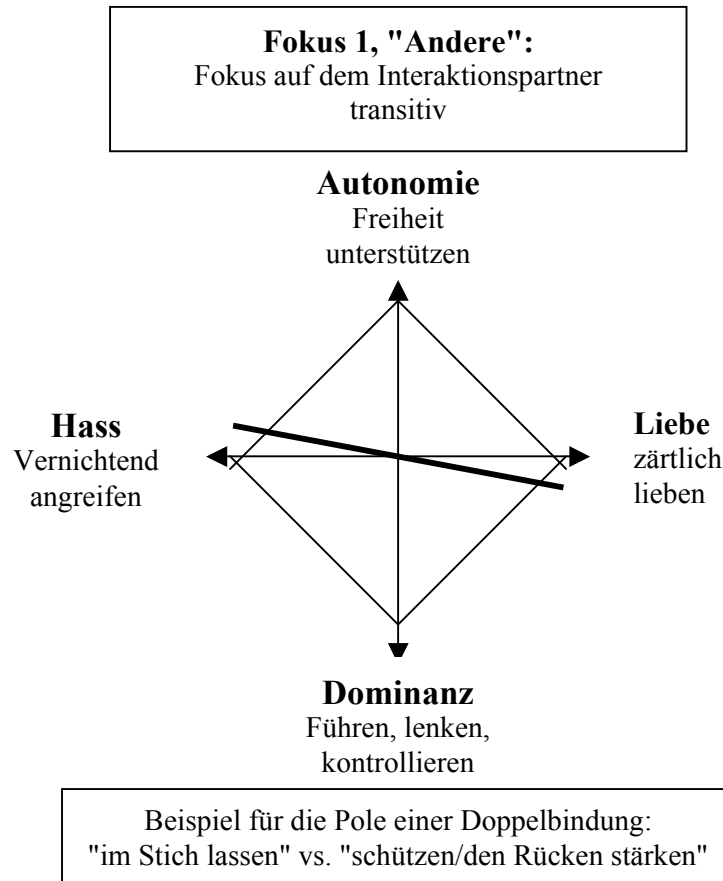 Fokus 1, "Andere":
Fokus auf dem Interaktionspartner
transitiv
Autonomie
Freiheit
unterstützen
Hass
Vernichtend
angreifen
Liebe
zärtlich
lieben
Dominanz
Führen, lenken,
kontrollieren
Beispiel für die Pole einer Doppelbindung:
"im Stich lassen" vs. "schützen/den Rücken stärken"